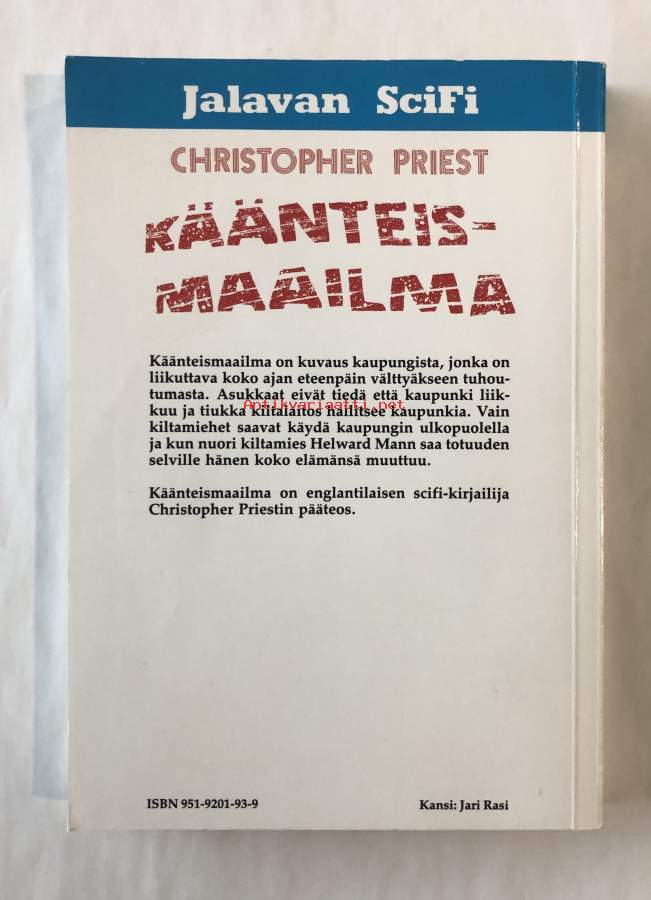 Jalavan SciFi
CHRISTOPHER PRIEST
KÄÄNTEIS-
MAAILMA
Käänteismaailma on kuvaus kaupungista, jonka on
liikuttava koko ajan eteenpäin välttyäkseen tuhou-
tumasta. Asukkaat eivät tiedä että kaupunki liik-
Antikvariaatti.net
kuu ja tiukka kiltalaitos hallitsee kaupunkia. Vain
kiltamiehet saavat käydä kaupungin ulkopuolella
ja kun nuori kiltamies Helward Mann saa totuuden
selville hänen koko elämänsä muuttuu.
Käänteismaailma on englantilaisen scifi-kirjailija
Christopher Priestin pääteos.
ISBN 951-9201-93-9
Kansi: Jari Rasi